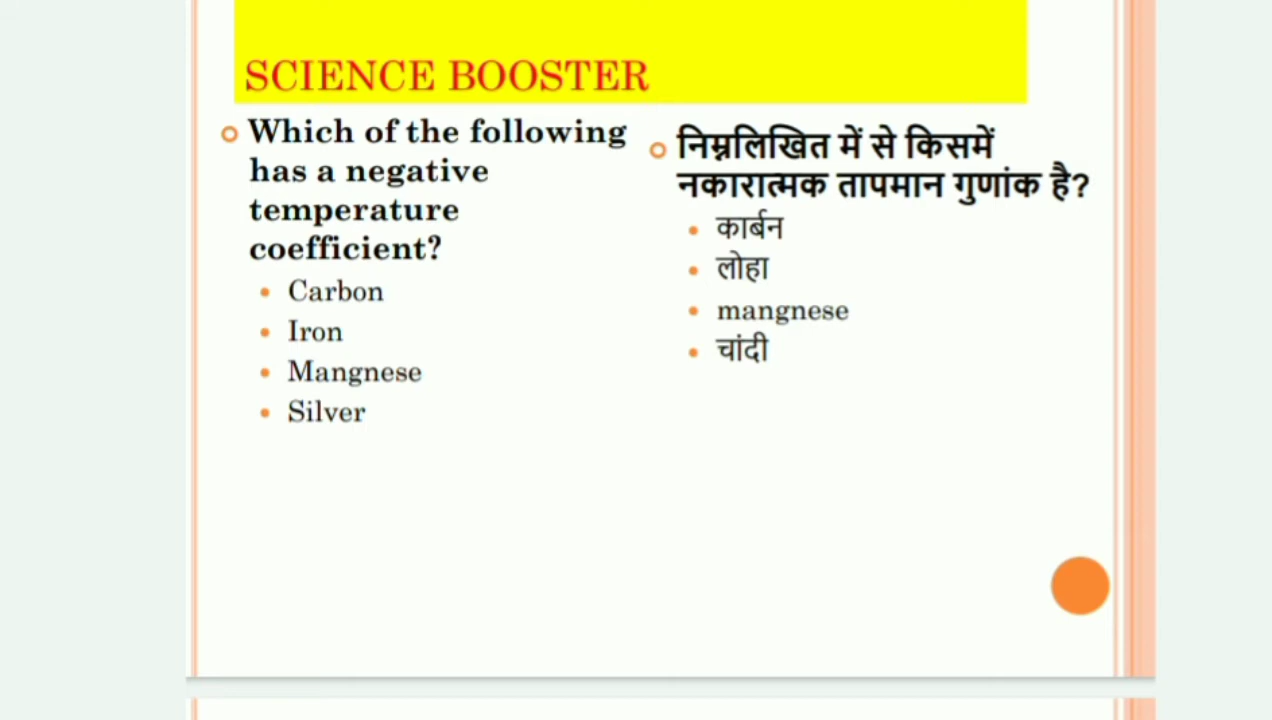 SCIENCE BOOSTER
Which of the following
has a negative
temperature
coefficient?
Carbon
Iron
Mangnese
Silver
निम्नलिखित में से किसमें
नकारात्मक तापमान गुणांक है?
कार्बन
लोहा
mangnese
चांदी